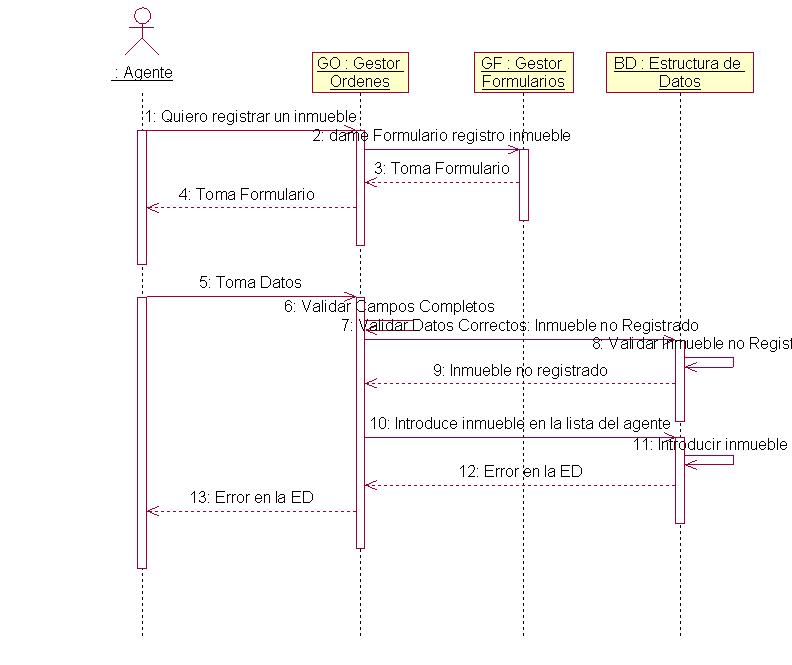 : Agente
GO : Gestor
Ordenes
GF : Gestor
Formularios
BD : Estructura de
Datos
1: Quiero registrar un inmueble
2: dame Formulario registro inmueble
3: Toma Formulario
4: Toma Formulario
5: Toma Datos
6: Validar Campos Completos
7: Validar Datos Correctos: Inmueble no Registrado
8: Validar Inmueble no Regist
9: Inmueble no registrado
10: Introduce inmueble en la lista del agente
11: Introducir inmueble
12: Error en la ED
13: Error en la ED